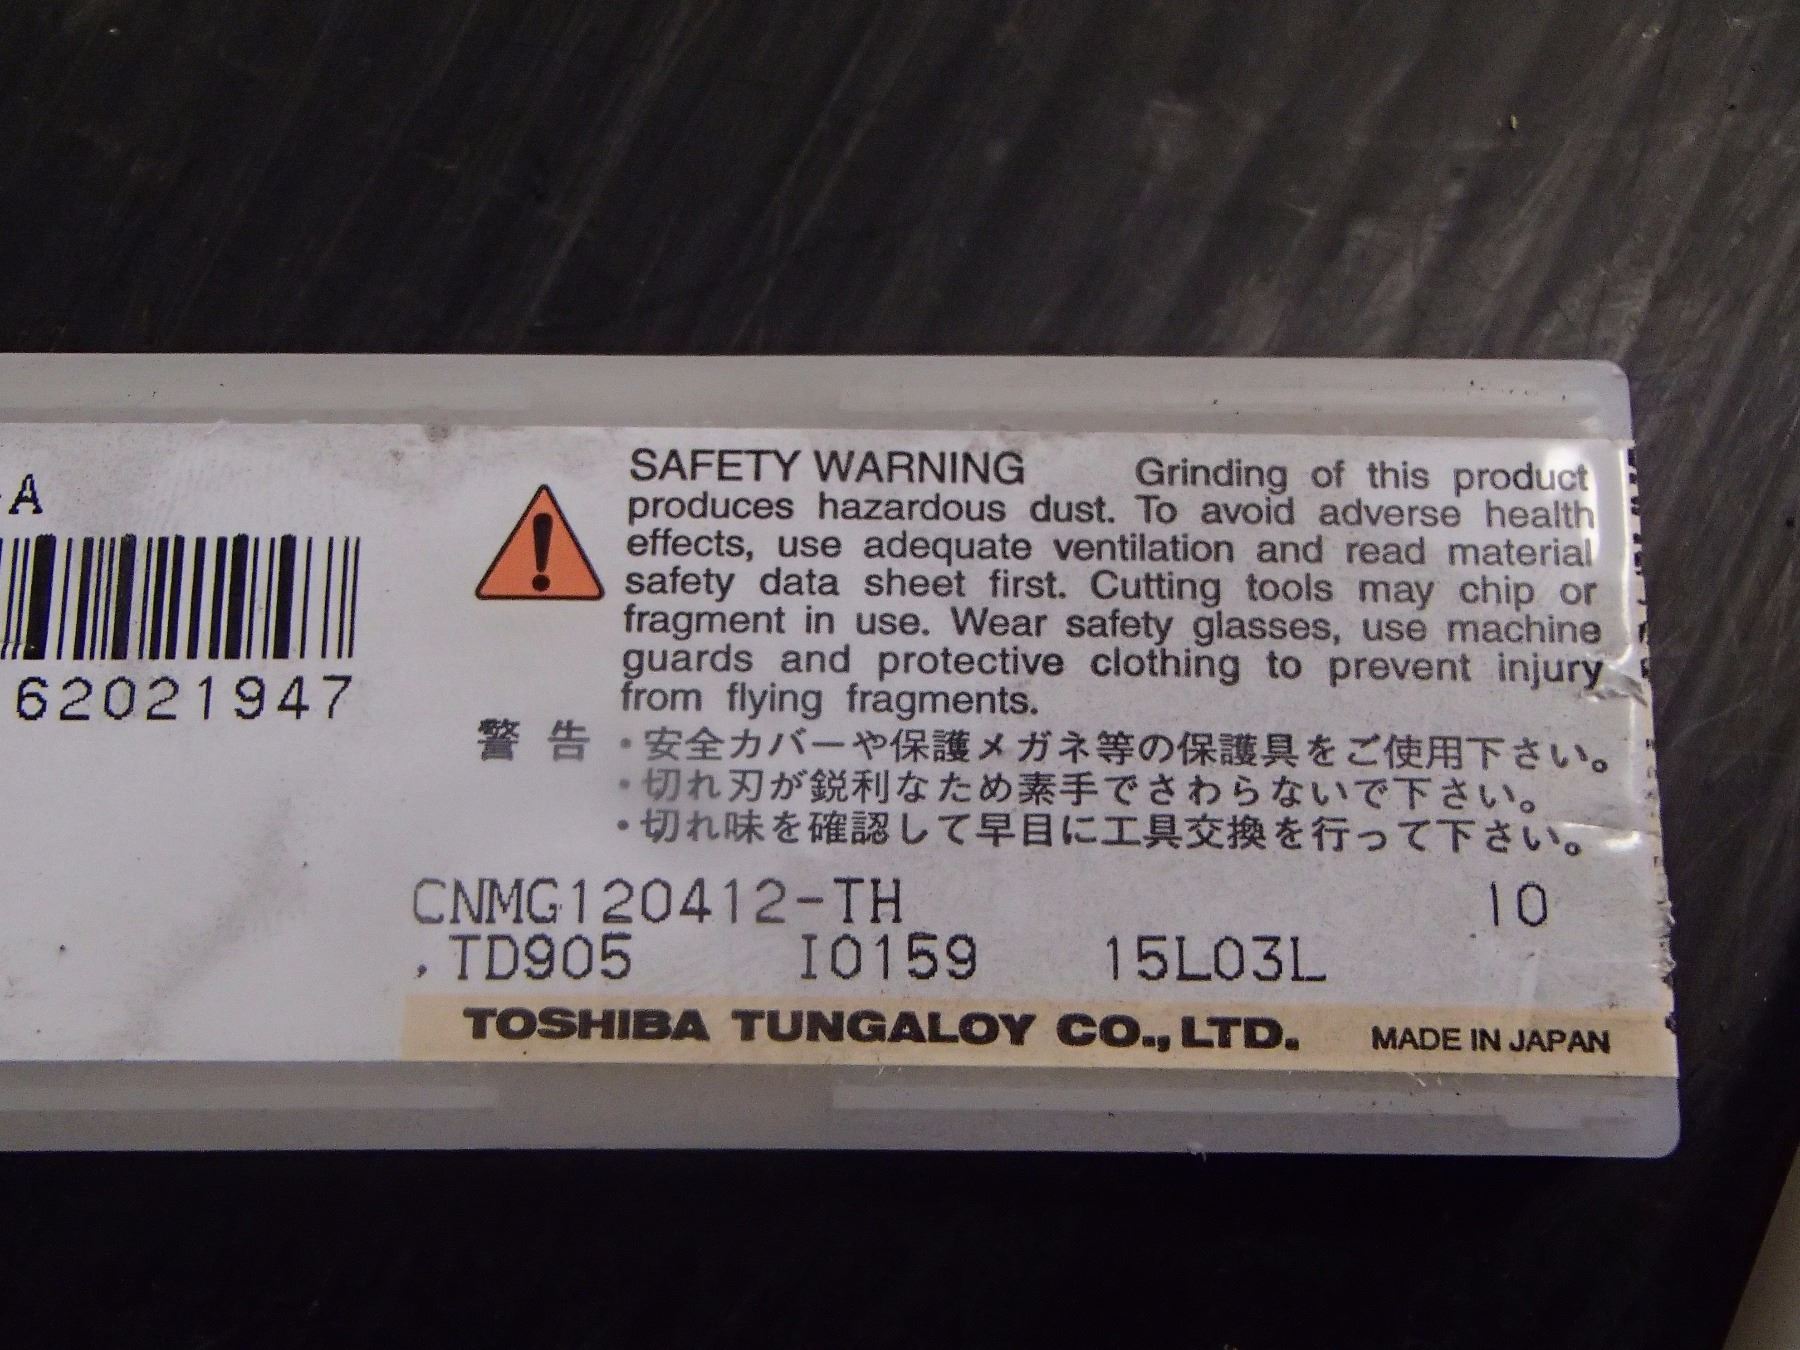 -A
62021947
SAFETY WARNING Grinding of this product
produces hazardous dust. To avoid adverse health
effects, use adequate ventilation and read material
safety data sheet first. Cutting tools may chip or
fragment in use. Wear safety glasses, use machine
guards and protective clothing to prevent injury
from flying fragments.
警告 ・安全カバーや保護メガネ等の保護具をご使用下さい。
・切れ刃が鋭利なため素手でさわらないで下さい。
・切れ味を確認して早目に工具交換を行って下さい。
CNMG120412-TH 10
. TD905 I0159 15L03L
TOSHIBA TUNGALOY CO., LTD. MADE IN JAPAN